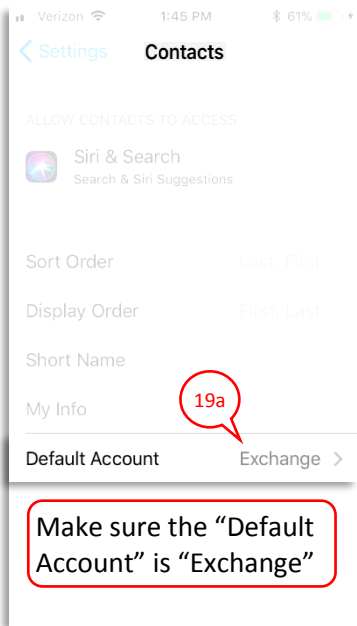 Verizon 1:45 PM 61%
Settings Contacts
ALLOW CONTACTS TO ACCESS
Siri & Search
Search & Siri Suggestions
Sort Order Last, First
Display Order First, Last
Short Name
My Info
19a
Default Account Exchange
Make sure the “Default
Account” is “Exchange”